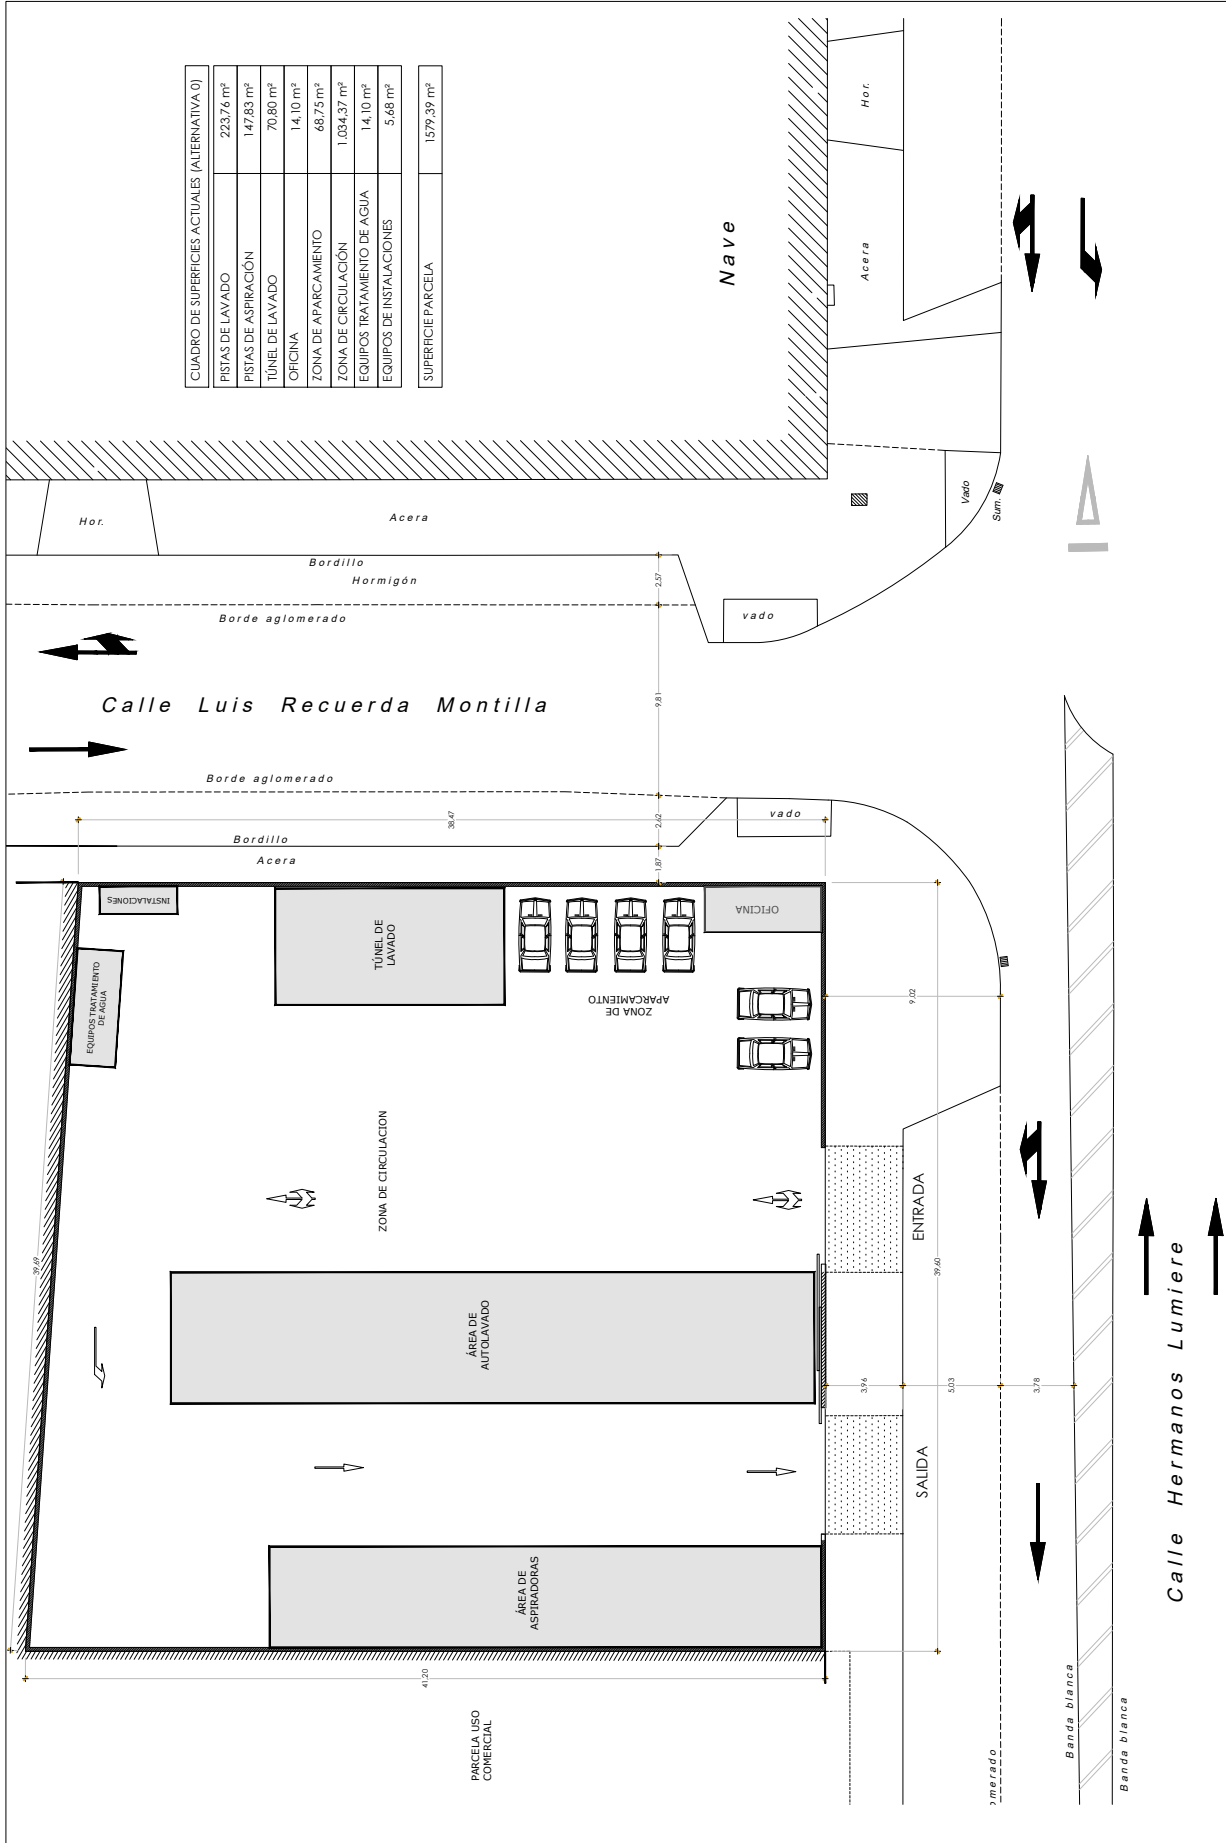 CUADRO DE SUPERFICIES ACTUALES (ALTERNATIVA 0)
PISTAS DE LAVADO 223,76 m²
PISTAS DE ASPIRACIÓN 147,83 m²
TÚNEL DE LAVADO 70,80 m²
OFICINA 14,10 m²
ZONA DE APARCAMIENTO 68,75 m²
ZONA DE CIRCULACIÓN 1.034,37 m²
EQUIPOS TRATAMIENTO DE AGUA 14,10 m²
EQUIPOS DE INSTALACIONES 5,68 m²
SUPERFICIE PARCELA 1579,39 m²
Nave
Hor.
Acera
Hor.
Acera
Bordillo
Hormigón
Borde aglomerado
2,57
vado
Vado
Sum.
Calle Luis Recuerda Montilla
9,81
Borde aglomerado
38,47
2,62
vado
Bordillo
Acera
1,87
INSTALACIONES
EQUIPOS TRATAMIENTO
DE AGUA
TÚNEL DE
LAVADO
OFICINA
ZONA DE
APARCAMIENTO
9,02
ZONA DE CIRCULACION
ENTRADA
39,69
39,60
ÁREA DE
AUTOLAVADO
3,96
5,03
3,78
SALIDA
ÁREA DE
ASPIRADORAS
41,20
PARCELA USO
COMERCIAL
Calle Hermanos Lumiere
Banda blanca
Banda blanca
omerado